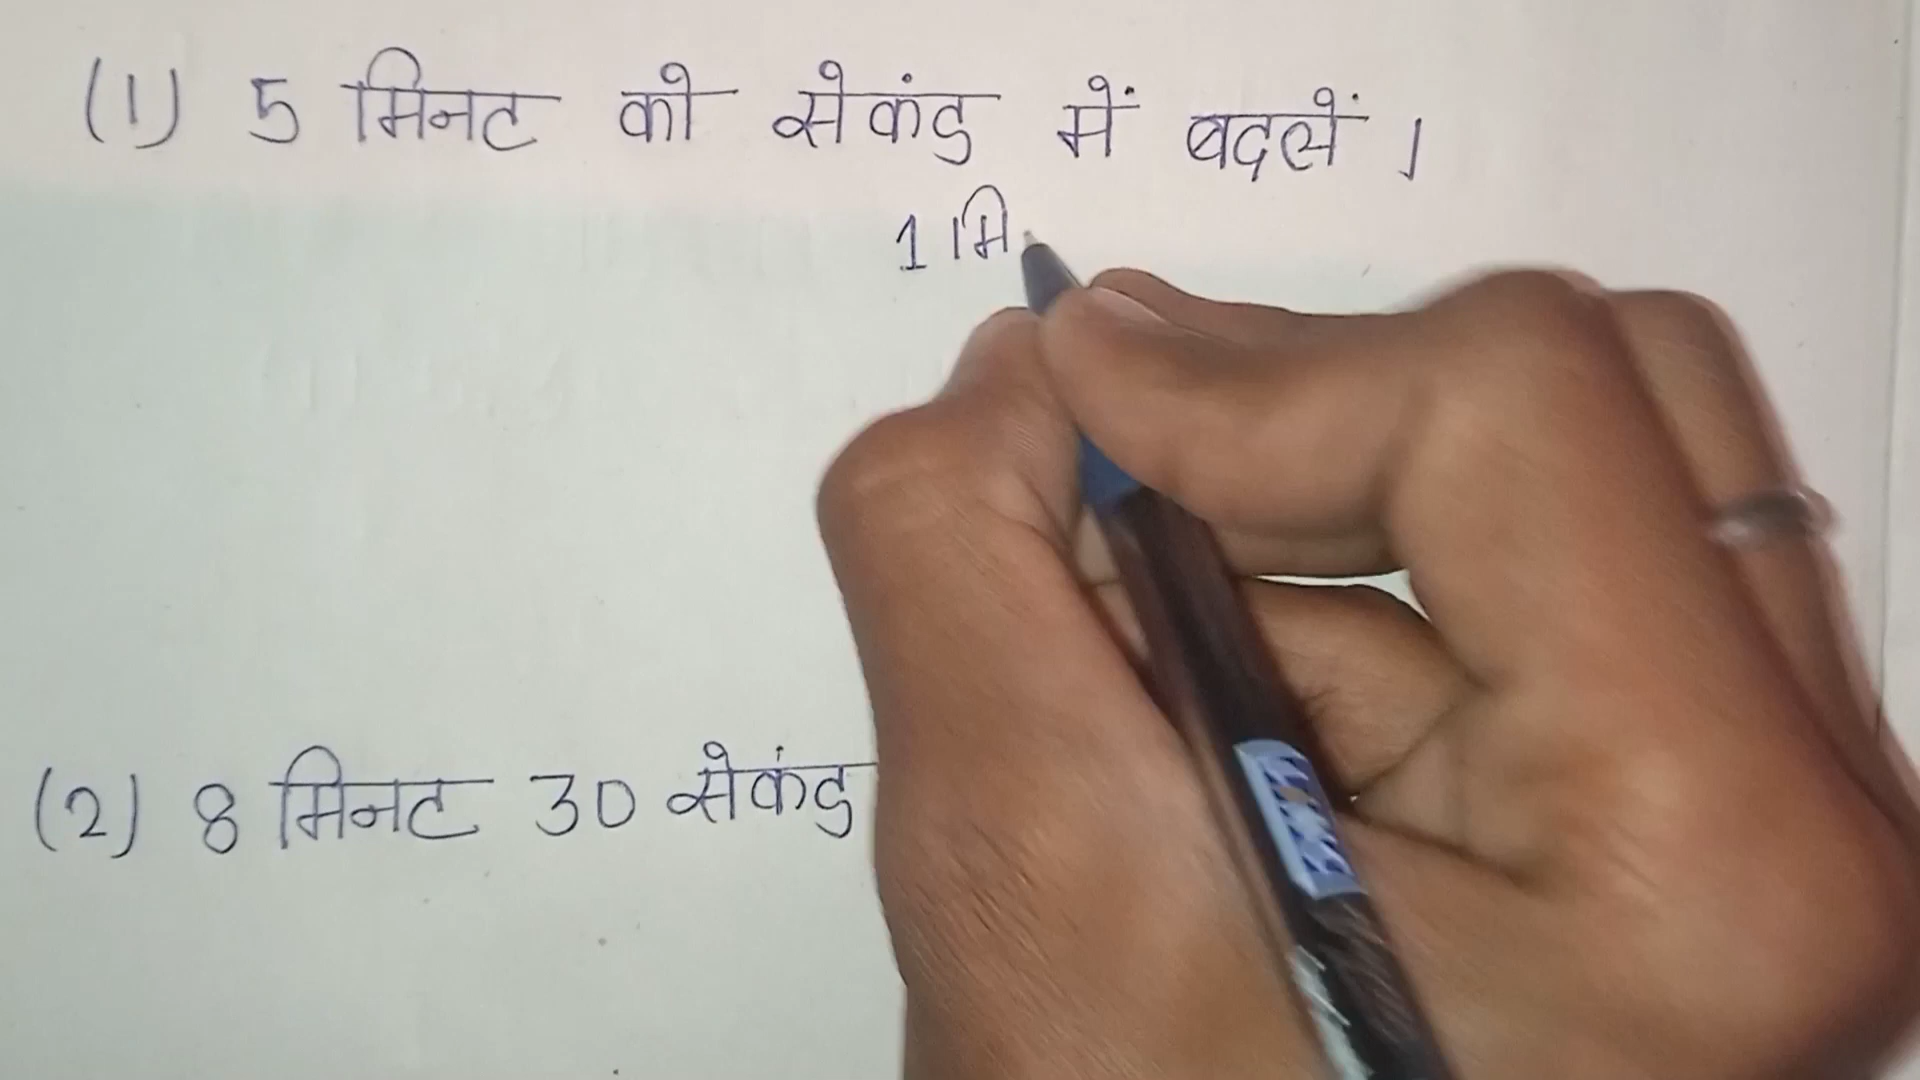 (1) 5 मिनट को सेकंड में बदलें ।
1 मि
(2) 8 मिनट 30 सेकंड